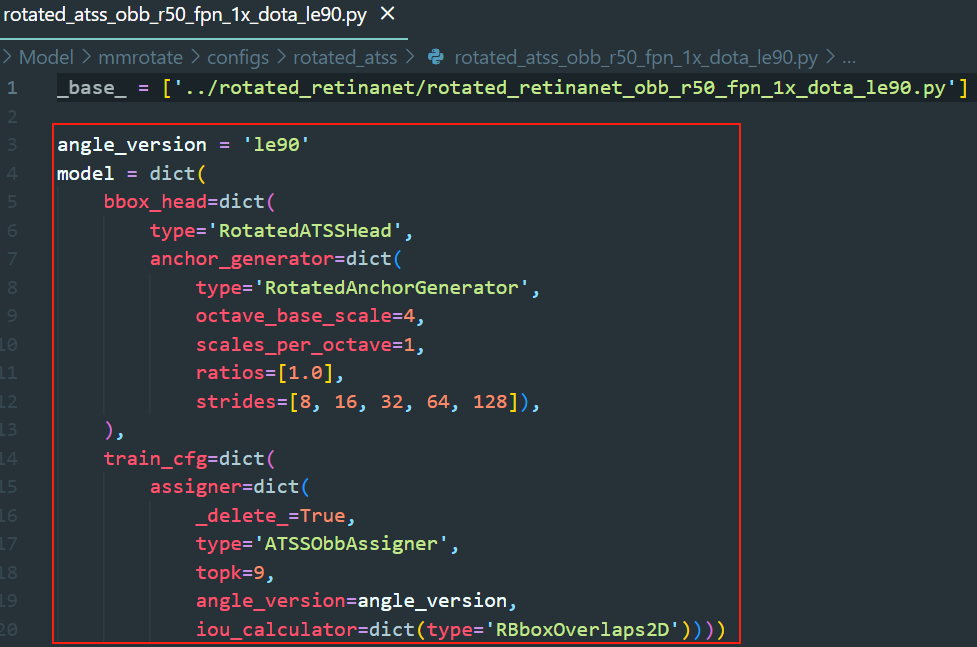 rotated_atss_obb_r50_fpn_1x_dota_le90.py ×
> Model > mmrotate > configs > rotated_atss > rotated_atss_obb_r50_fpn_1x_dota_le90.py > ...
1 _base_ = ['../rotated_retinanet/rotated_retinanet_obb_r50_fpn_1x_dota_le90.py']
2
3 angle_version = 'le90'
4 model = dict(
5     bbox_head=dict(
6         type='RotatedATSSHead',
7         anchor_generator=dict(
8             type='RotatedAnchorGenerator',
9             octave_base_scale=4,
10             scales_per_octave=1,
11             ratios=[1.0],
12             strides=[8, 16, 32, 64, 128]),
13     ),
14     train_cfg=dict(
15         assigner=dict(
16             _delete_=True,
17             type='ATSSObbAssigner',
18             topk=9,
19             angle_version=angle_version,
20             iou_calculator=dict(type='RBboxOverlaps2D'))))